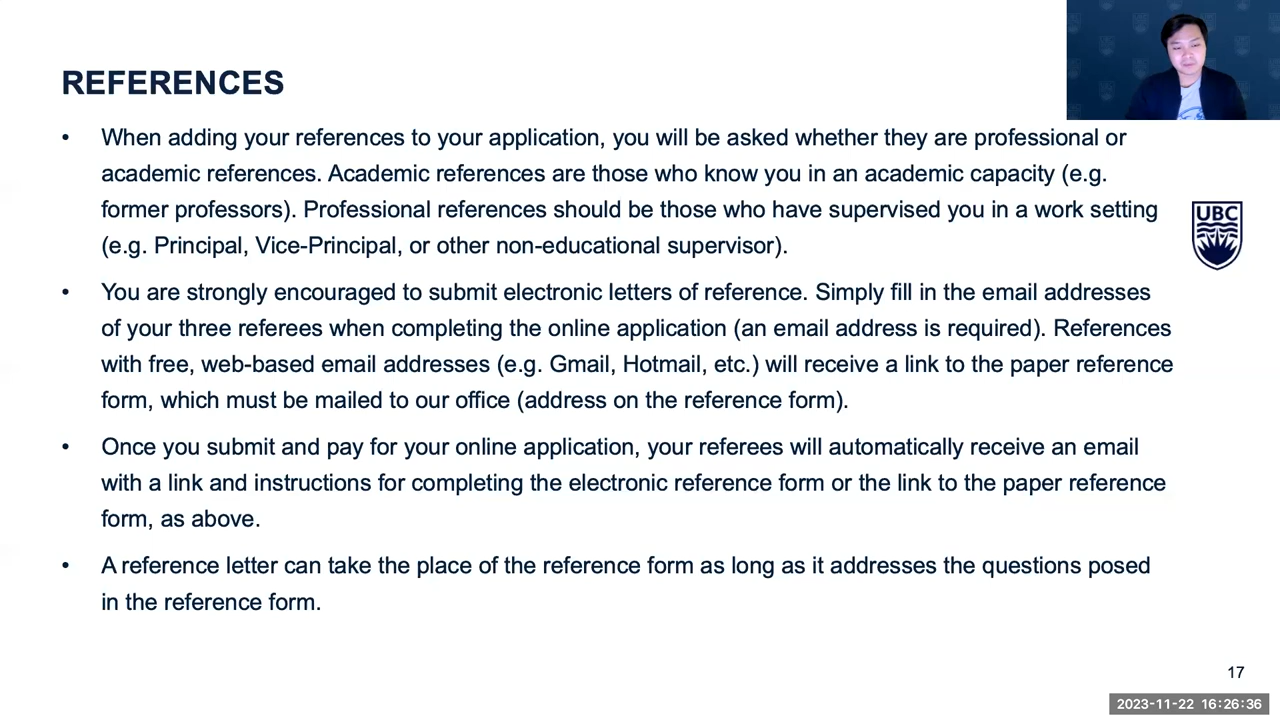 REFERENCES
• When adding your references to your application, you will be asked whether they are professional or
academic references. Academic references are those who know you in an academic capacity (e.g.
former professors). Professional references should be those who have supervised you in a work setting
(e.g. Principal, Vice-Principal, or other non-educational supervisor).
UBC
• You are strongly encouraged to submit electronic letters of reference. Simply fill in the email addresses
of your three referees when completing the online application (an email address is required). References
with free, web-based email addresses (e.g. Gmail, Hotmail, etc.) will receive a link to the paper reference
form, which must be mailed to our office (address on the reference form).
• Once you submit and pay for your online application, your referees will automatically receive an email
with a link and instructions for completing the electronic reference form or the link to the paper reference
form, as above.
• A reference letter can take the place of the reference form as long as it addresses the questions posed
in the reference form.
17
2023-11-22 16:26:36